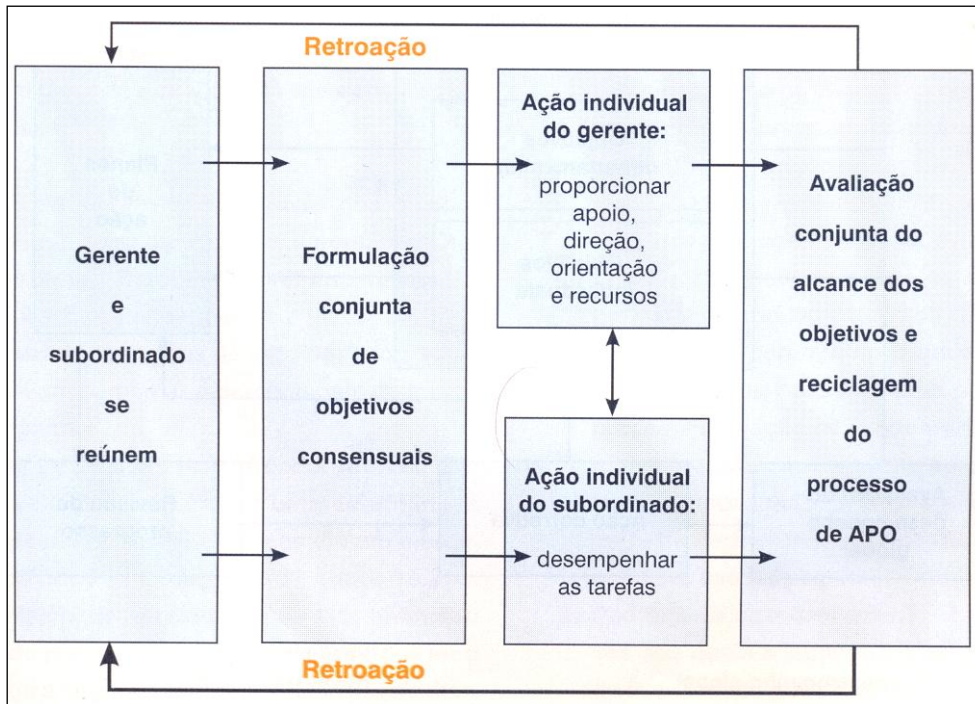 Retroação
Gerente
e
subordinado
se
reúnem
Formulação
conjunta
de
objetivos
consensuais
Ação individual
do gerente:
proporcionar
apoio,
direção,
orientação
e recursos
Ação individual
do subordinado:
desempenhar
as tarefas
Avaliação
conjunta do
alcance dos
objetivos e
reciclagem
do
processo
de APO
Retroação